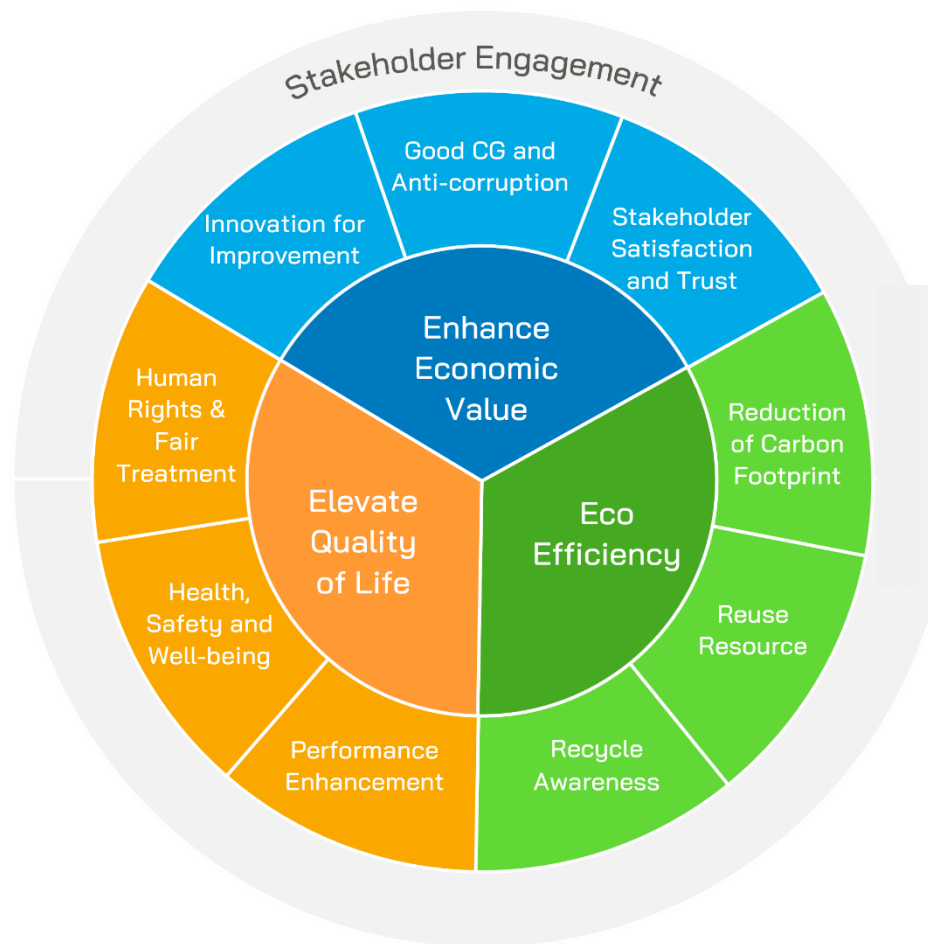 Stakeholder Engagement
Good CG and
Anti-corruption
Innovation for
Improvement
Stakeholder
Satisfaction
and Trust
Enhance
Economic
Value
Human
Rights &
Fair
Treatment
Reduction
of Carbon
Footprint
Elevate
Quality
of Life
Eco
Efficiency
Health,
Safety and
Well-being
Reuse
Resource
Performance
Enhancement
Recycle
Awareness